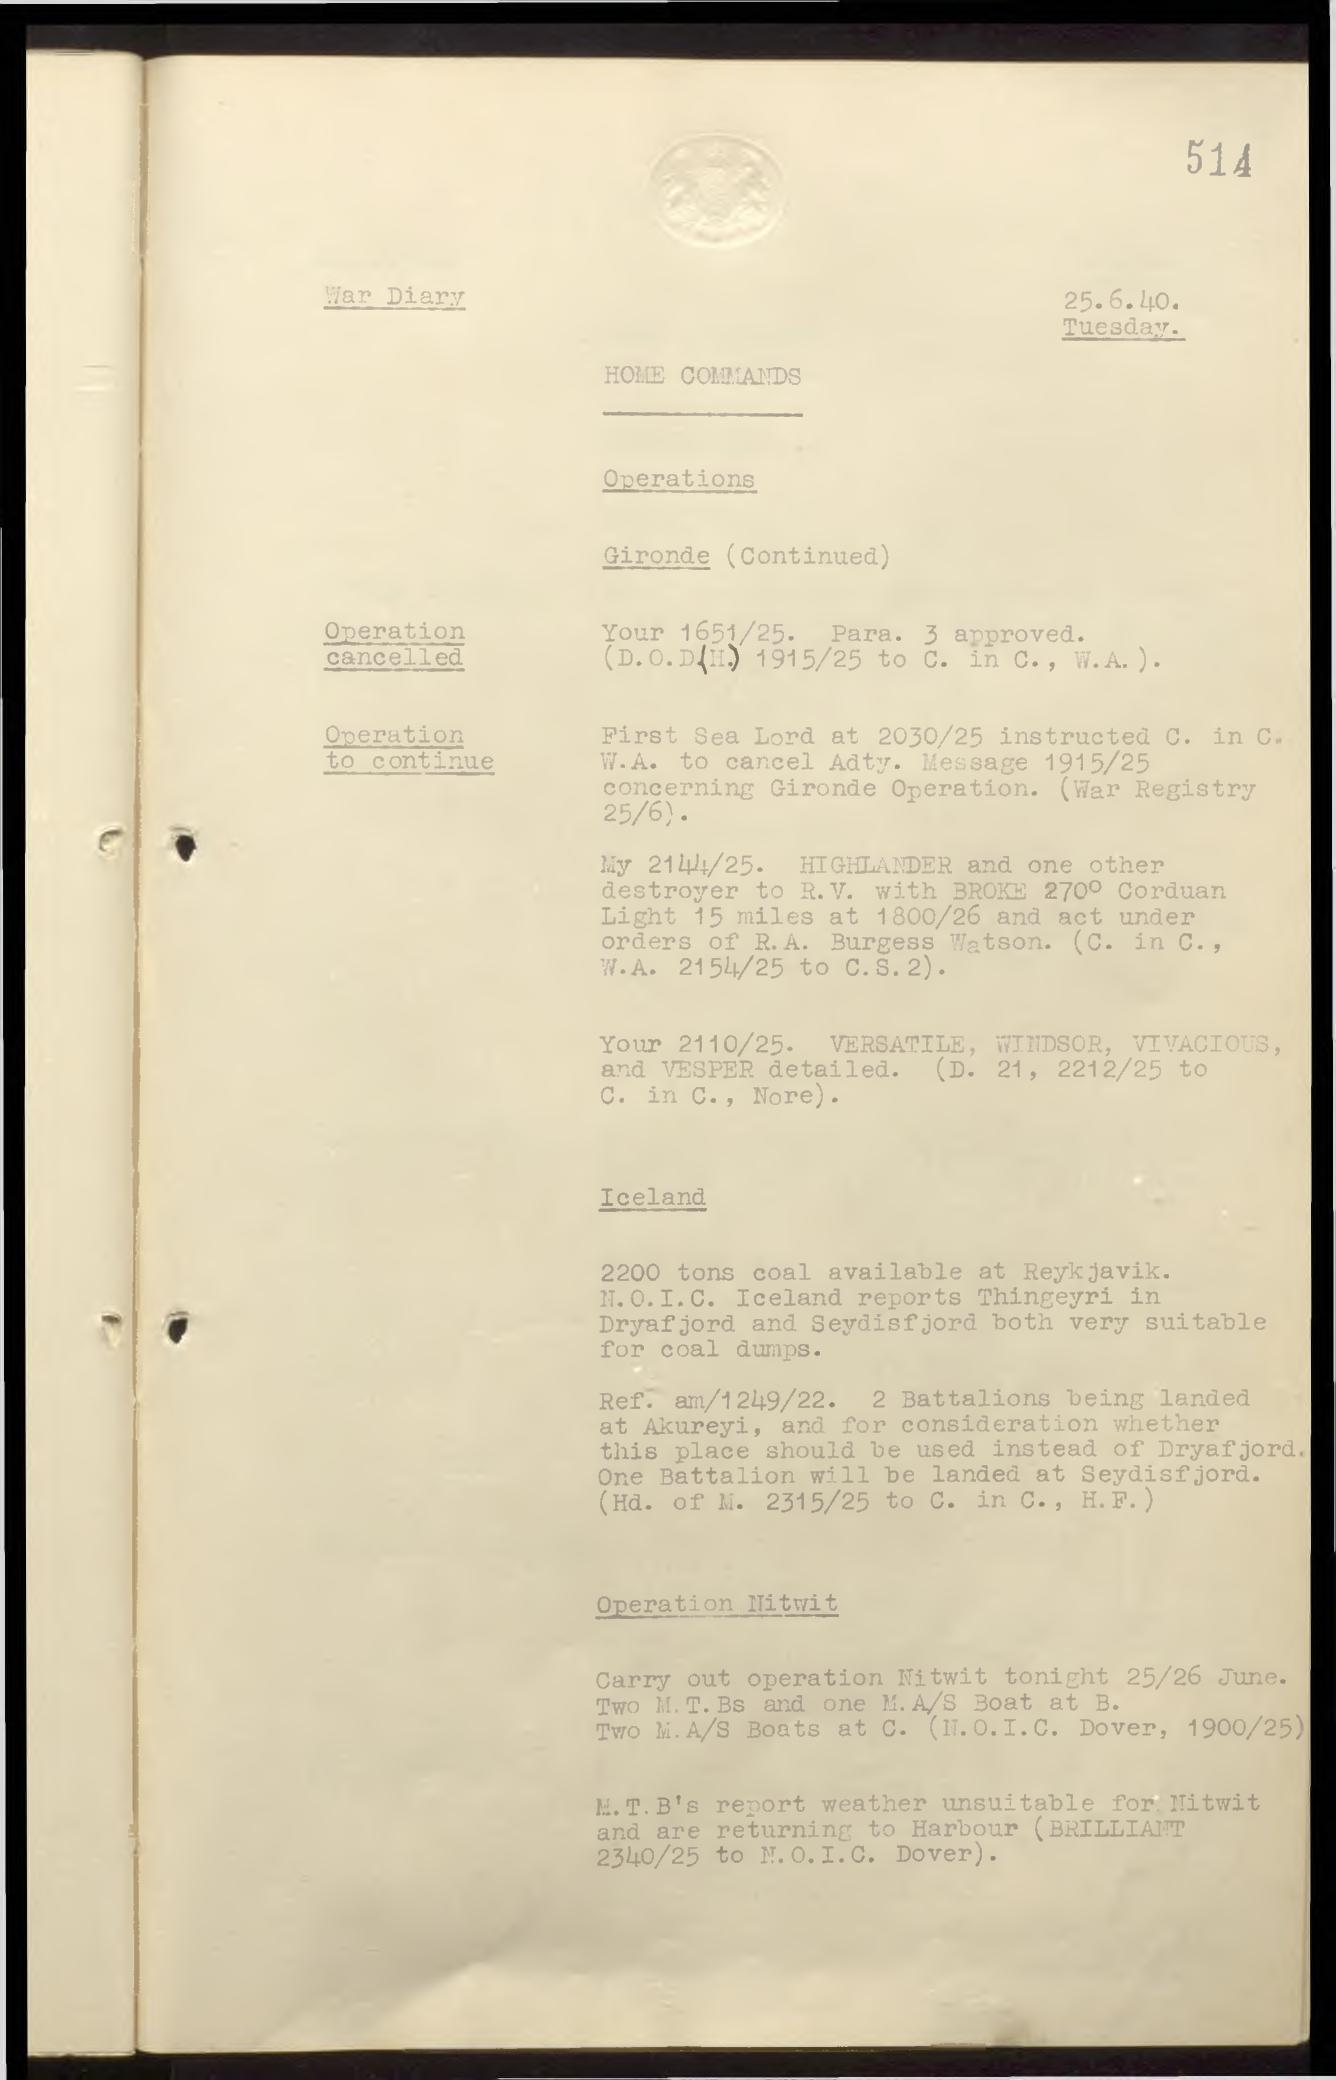 514
War Diary
25.6.40.
Tuesday.
HOME COMMANDS
Operations
Gironde (Continued)
Operation
cancelled
Your 1651/25. Para. 3 approved.
(D.O.D.(H.) 1915/25 to C. in C., W.A.).
Operation
to continue
First Sea Lord at 2030/25 instructed C. in C.
W.A. to cancel Adty. Message 1915/25
concerning Gironde Operation. (War Registry
25/6).
My 2144/25. HIGHLANDER and one other
destroyer to R.V. with BROKE 270° Corduan
Light 15 miles at 1800/26 and act under
orders of R.A. Burgess Watson. (C. in C.,
W.A. 2154/25 to C.S.2).
Your 2110/25. VERSATILE, WINDSOR, VIVACIOUS,
and VESPER detailed. (D. 21, 2212/25 to
C. in C., Nore).
Iceland
2200 tons coal available at Reykjavik.
N.O.I.C. Iceland reports Thingeyri in
Dryafjord and Seydisfjord both very suitable
for coal dumps.
Ref. am/1249/22. 2 Battalions being landed
at Akureyi, and for consideration whether
this place should be used instead of Dryafjord.
One Battalion will be landed at Seydisfjord.
(Hd. of M. 2315/25 to C. in C., H.F.)
Operation Nitwit
Carry out operation Nitwit tonight 25/26 June.
Two M.T.Bs and one M.A/S Boat at B.
Two M.A/S Boats at C. (N.O.I.C. Dover, 1900/25)
M.T.B's report weather unsuitable for Nitwit
and are returning to Harbour (BRILLIANT
2340/25 to N.O.I.C. Dover).